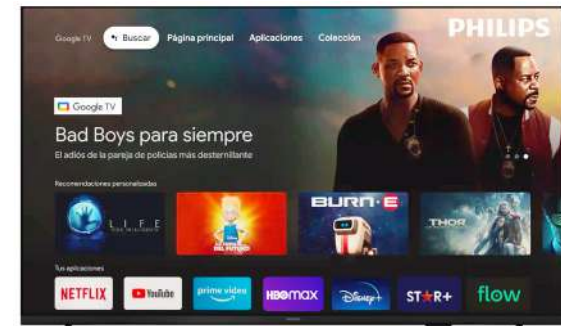 Google TV Buscar Página principal Aplicaciones Colección
PHILIPS
Google TV
Bad Boys para siempre
El adiós de la pareja de policías más desternillante
Recomendaciones personalizadas
LIFE
BURN·E
THOR
Tus aplicaciones
NETFLIX YouTube prime video HBOmax Disney+ ST★R+ flow